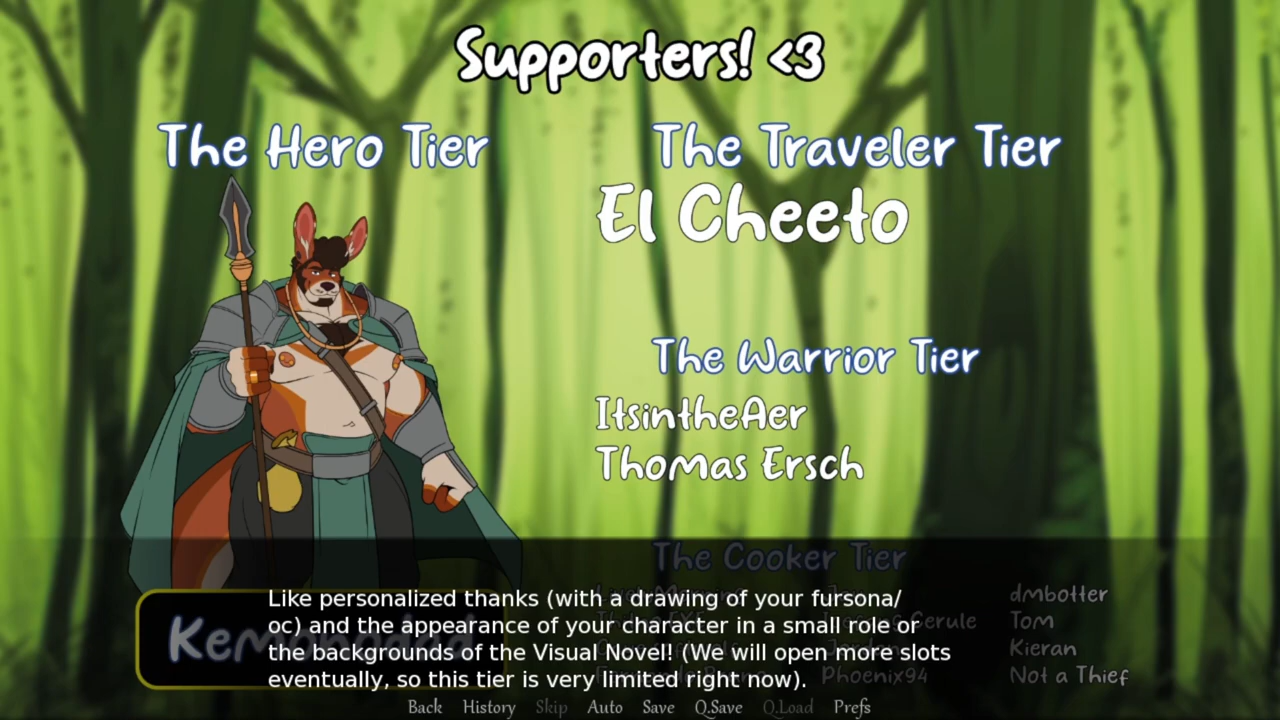 Supporters! <3
The Hero Tier
The Traveler Tier
El Cheeto
The Warrior Tier
ItsintheAer
Thomas Ersch
The Cooker Tier
dmbotter
Tom
Kieran
Phoenix94
Not a Thief
Like personalized thanks (with a drawing of your fursona/
oc) and the appearance of your character in a small role or
the backgrounds of the Visual Novel! (We will open more slots
eventually, so this tier is very limited right now).
Back History Skip Auto Save Q.Save Q.Load Prefs